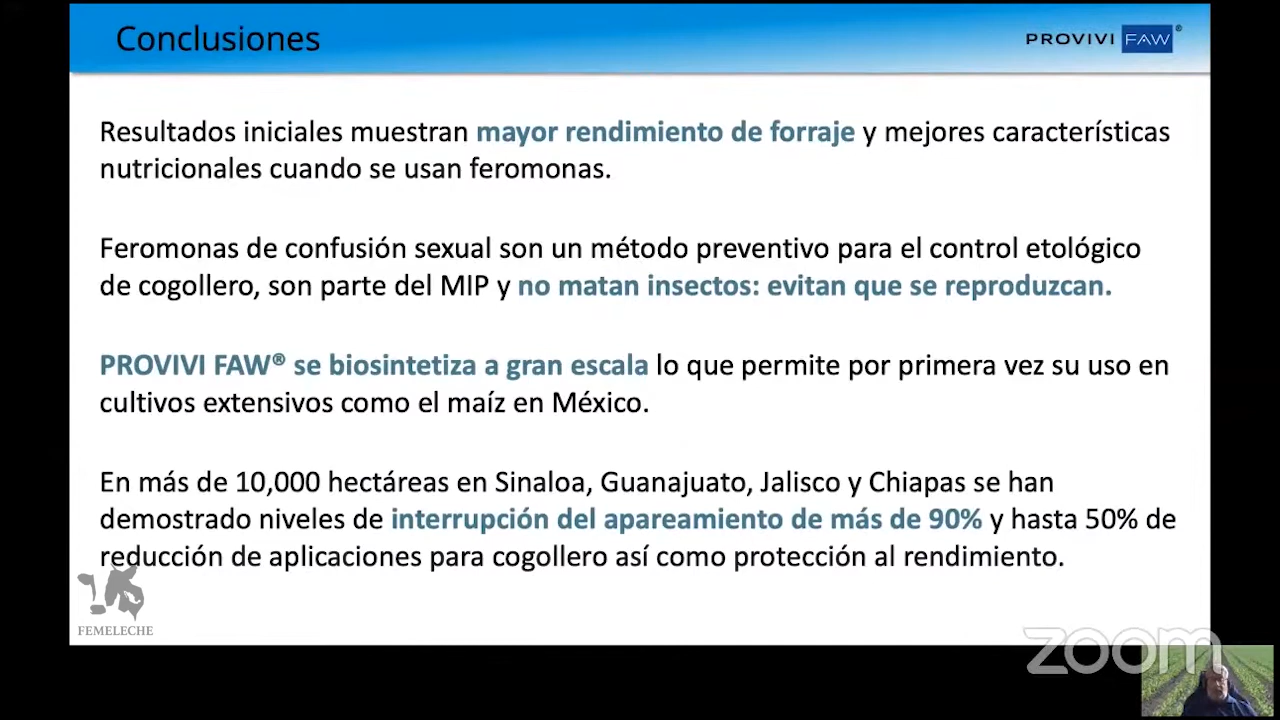 Conclusiones
PROVIVI FAW®
Resultados iniciales muestran mayor rendimiento de forraje y mejores características
nutricionales cuando se usan feromonas.
Feromonas de confusión sexual son un método preventivo para el control etológico
de cogollero, son parte del MIP y no matan insectos: evitan que se reproduzcan.
PROVIVI FAW® se biosintetiza a gran escala lo que permite por primera vez su uso en
cultivos extensivos como el maíz en México.
En más de 10,000 hectáreas en Sinaloa, Guanajuato, Jalisco y Chiapas se han
demostrado niveles de interrupción del apareamiento de más de 90% y hasta 50% de
reducción de aplicaciones para cogollero así como protección al rendimiento.
FEMELECHE
zoom